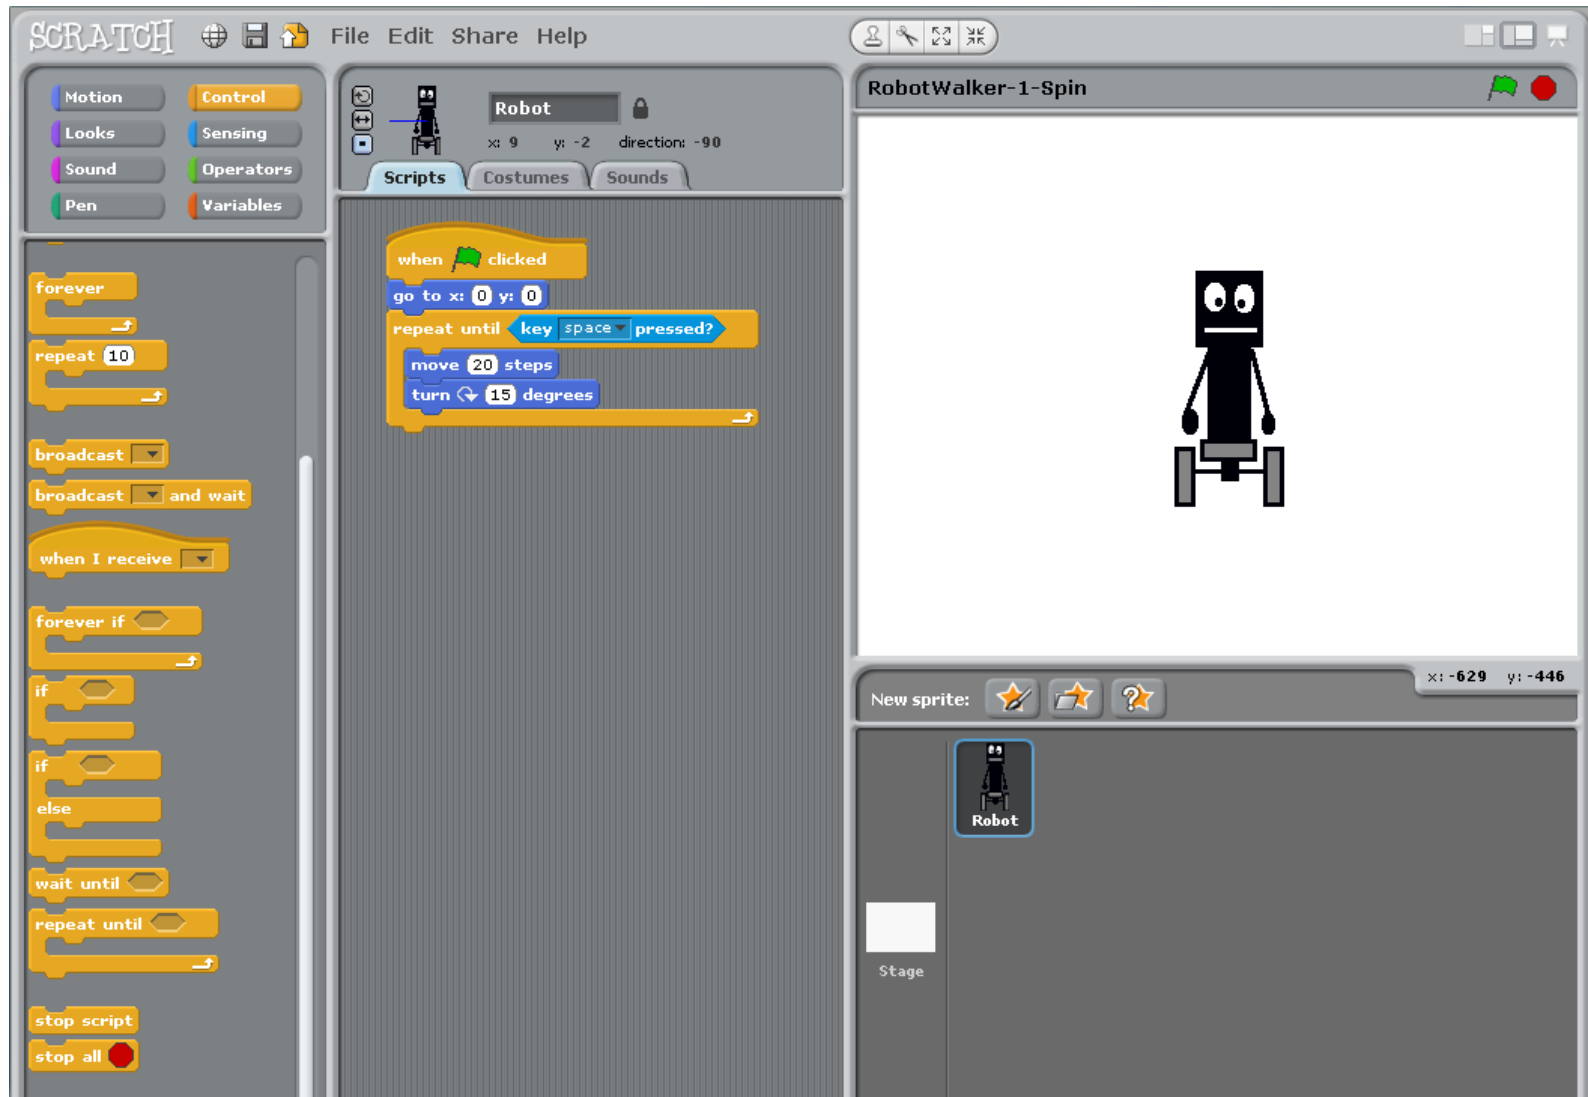 SCRATCH File Edit Share Help
Motion Control
Looks Sensing
Sound Operators
Pen Variables
forever
repeat 10
broadcast
broadcast and wait
when I receive
forever if
if
if
else
wait until
repeat until
stop script
stop all
Robot
x: 9 y: -2 direction: -90
Scripts Costumes Sounds
when clicked
go to x: 0 y: 0
repeat until key space pressed?
move 20 steps
turn 15 degrees
RobotWalker-1-Spin
x: -629 y: -446
New sprite:
Robot
Stage